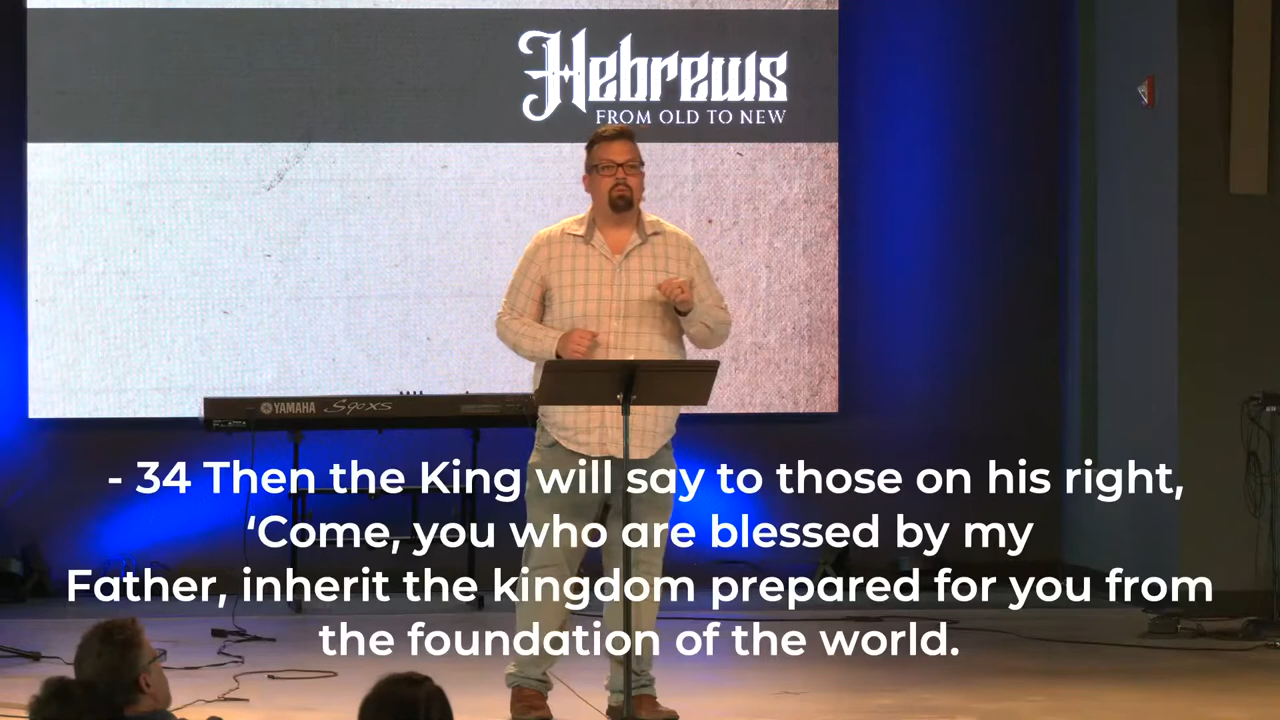 Hebrews
FROM OLD TO NEW
YAMAHA S90XS
- 34 Then the King will say to those on his right,
‘Come, you who are blessed by my
Father, inherit the kingdom prepared for you from
the foundation of the world.